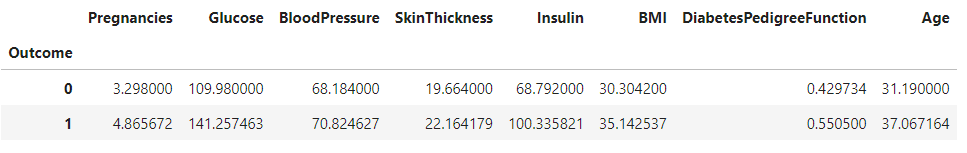 Pregnancies Glucose BloodPressure SkinThickness Insulin BMI DiabetesPedigreeFunction Age
Outcome
0 3.298000 109.980000 68.184000 19.664000 68.792000 30.304200 0.429734 31.190000
1 4.865672 141.257463 70.824627 22.164179 100.335821 35.142537 0.550500 37.067164